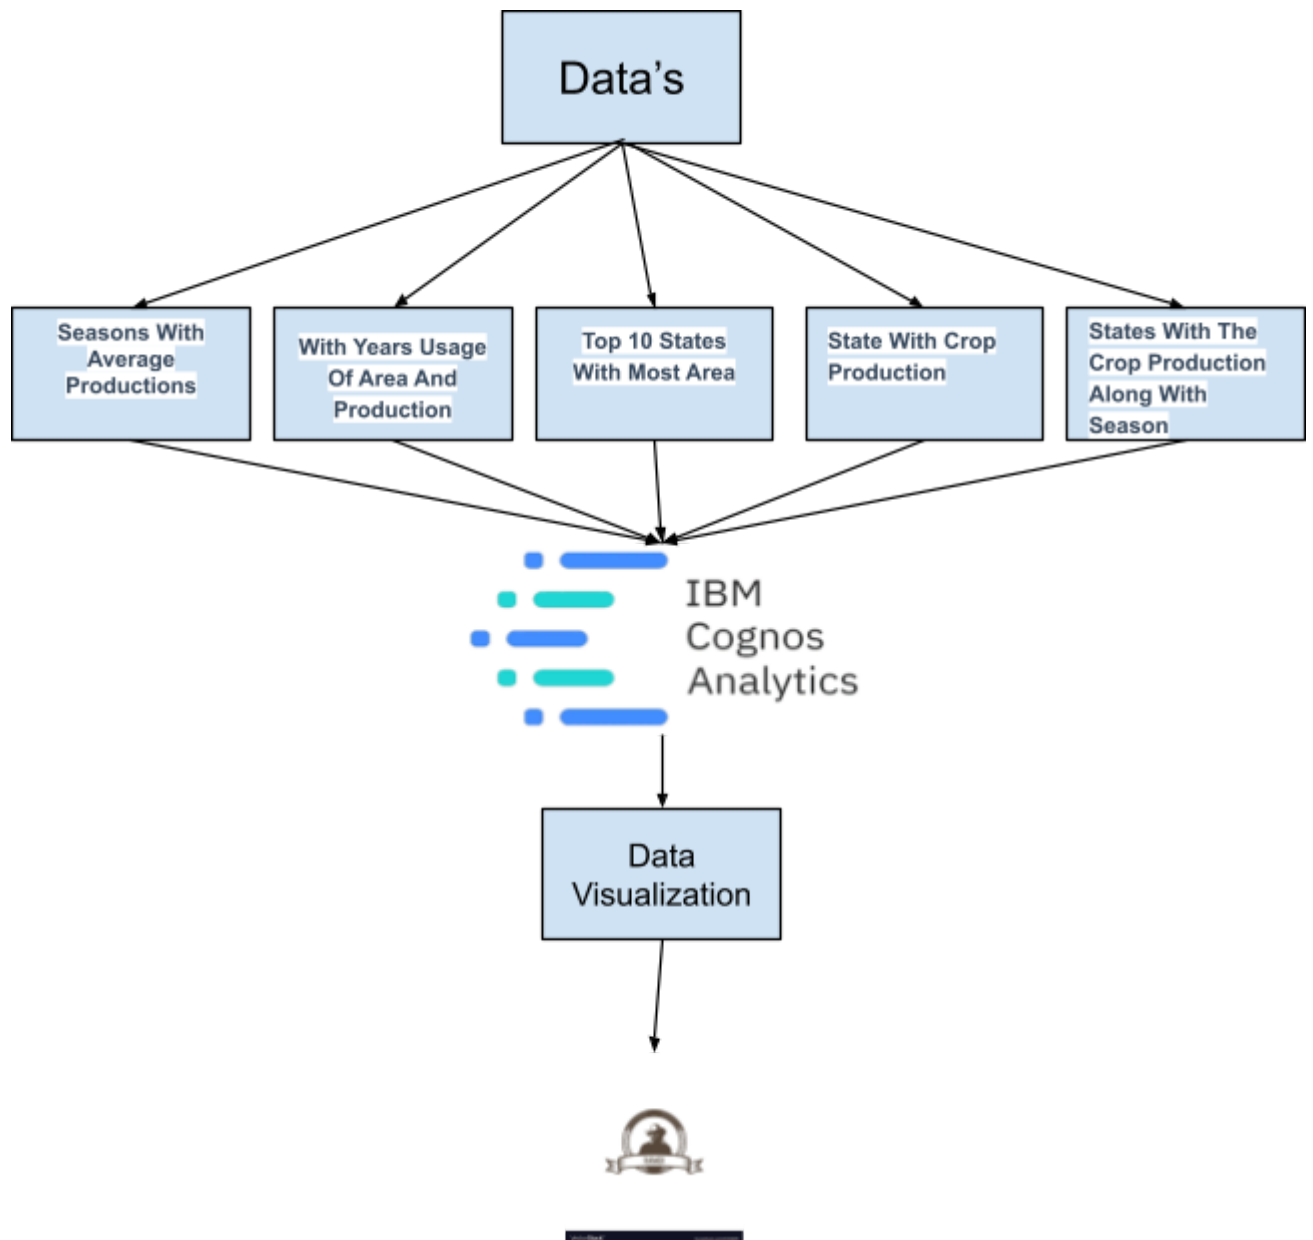 Data’s
Seasons With
Average
Productions
With Years Usage
Of Area And
Production
Top 10 States
With Most Area
State With Crop
Production
States With The
Crop Production
Along With
Season
IBM
Cognos
Analytics
Data
Visualization